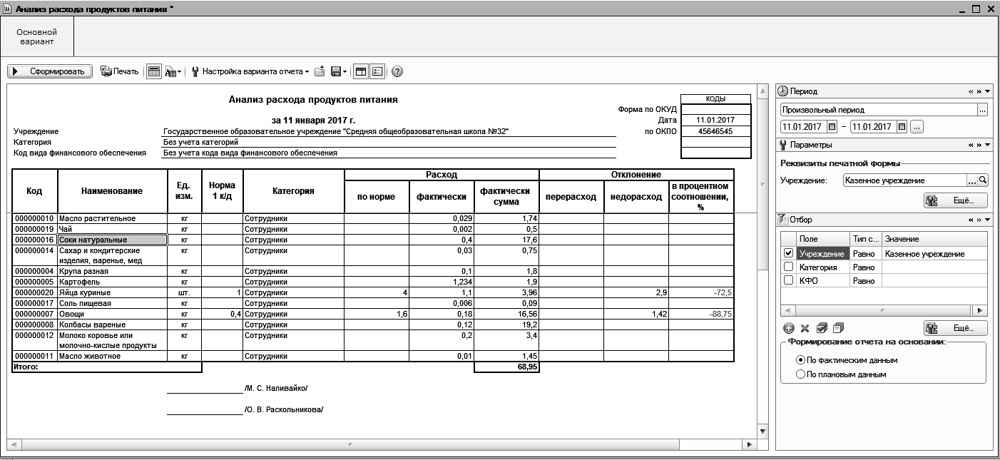 Анализ расхода продуктов питания *
Основной
вариант
Сформировать Печать Настройка варианта отчета
Анализ расхода продуктов питания
КОДЫ
Форма по ОКУД
за 11 января 2017 г. Дата 11.01.2017
Учреждение Государственное образовательное учреждение "Средняя общеобразовательная школа №32" по ОКПО 45646545
Категория Без учета категорий
Код вида финансового обеспечения Без учета кода вида финансового обеспечения
Код Наименование Ед. изм. Норма 1 к/д Категория Расход Отклонение
по норме фактически фактически сумма перерасход недорасход в процентном соотношении, %
000000010 Масло растительное кг Сотрудники 0,029 1,74
000000019 Чай кг Сотрудники 0,002 0,5
000000016 Соки натуральные кг Сотрудники 0,4 17,6
000000014 Сахар и кондитерские кг Сотрудники 0,03 0,75
изделия, варенье, мед
000000004 Крупа разная кг Сотрудники 0,1 1,8
000000005 Картофель кг Сотрудники 1,234 1,9
000000020 Яйца куриные шт. 1 Сотрудники 4 1,1 3,96 2,9 -72,5
000000017 Соль пищевая кг Сотрудники 0,006 0,09
000000007 Овощи кг 0,4 Сотрудники 1,6 0,18 16,56 1,42 -88,75
000000008 Колбасы вареные кг Сотрудники 0,12 19,2
000000012 Молоко коровье или кг Сотрудники 0,2 3,4
молочно-кислые продукты
000000011 Масло животное кг Сотрудники 0,01 1,45
Итого: 68,95
/М. С. Наливайко/
/О. В. Раскольникова/
Период
Произвольный период ...
11.01.2017 – 11.01.2017 ...
Параметры
Реквизиты печатной формы
Учреждение: Казенное учреждение ...
Ещё...
Отбор
Поле Тип с... Значение
Учреждение Равно Казенное учреждение
Категория Равно
КФО Равно
Ещё...
Формирование отчета на основании:
По фактическим данным
По плановым данным